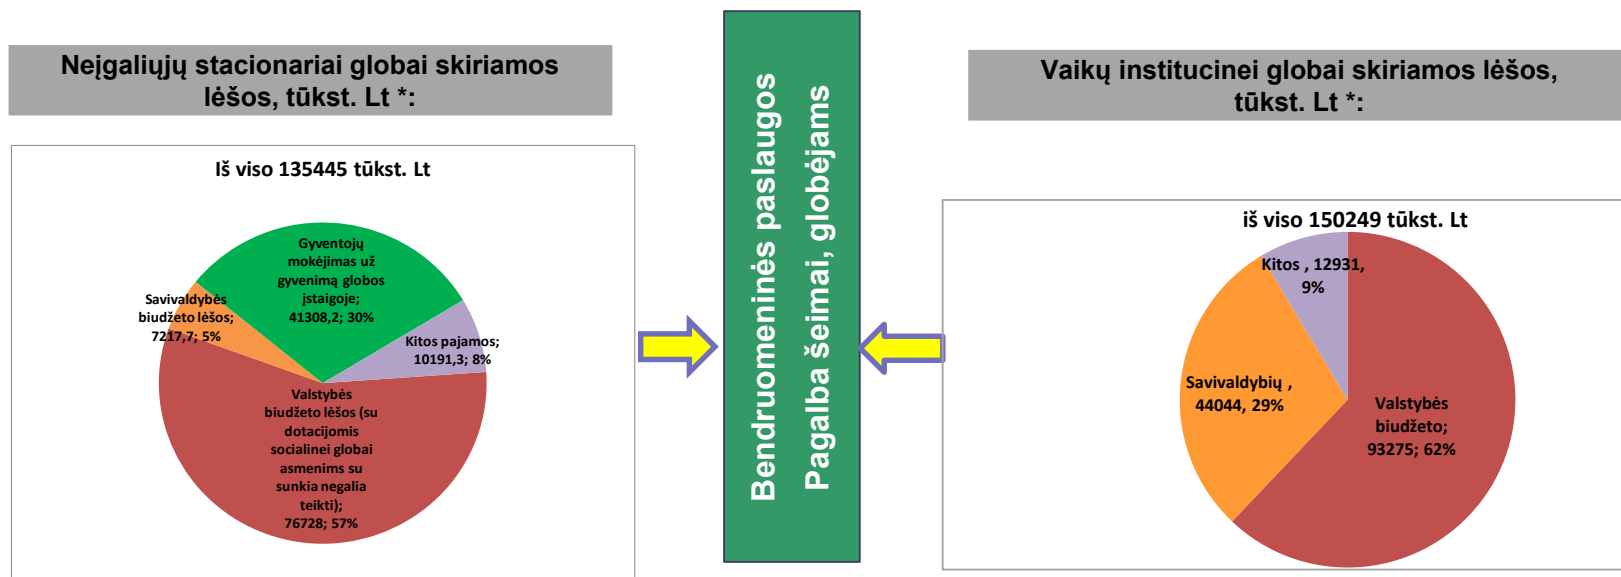 Neįgaliųjų stacionariai globai skiriamos
lėšos, tūkst. Lt *:
Iš viso 135445 tūkst. Lt
Gyventojų
mokėjimas už
gyvenimą globos
įstaigoje;
41308,2; 30%
Savivaldybės
biudžeto lėšos;
7217,7; 5%
Kitos pajamos;
10191,3; 8%
Valstybės
biudžeto lėšos (su
dotacijomis
socialinei globai
asmenims su
sunkia negalia
teikti);
76728; 57%
Bendruomeninės paslaugos
Pagalba šeimai, globėjams
Vaikų institucinei globai skiriamos lėšos,
tūkst. Lt *:
iš viso 150249 tūkst. Lt
Kitos , 12931,
9%
Savivaldybių ,
44044, 29%
Valstybės
biudžeto;
93275; 62%